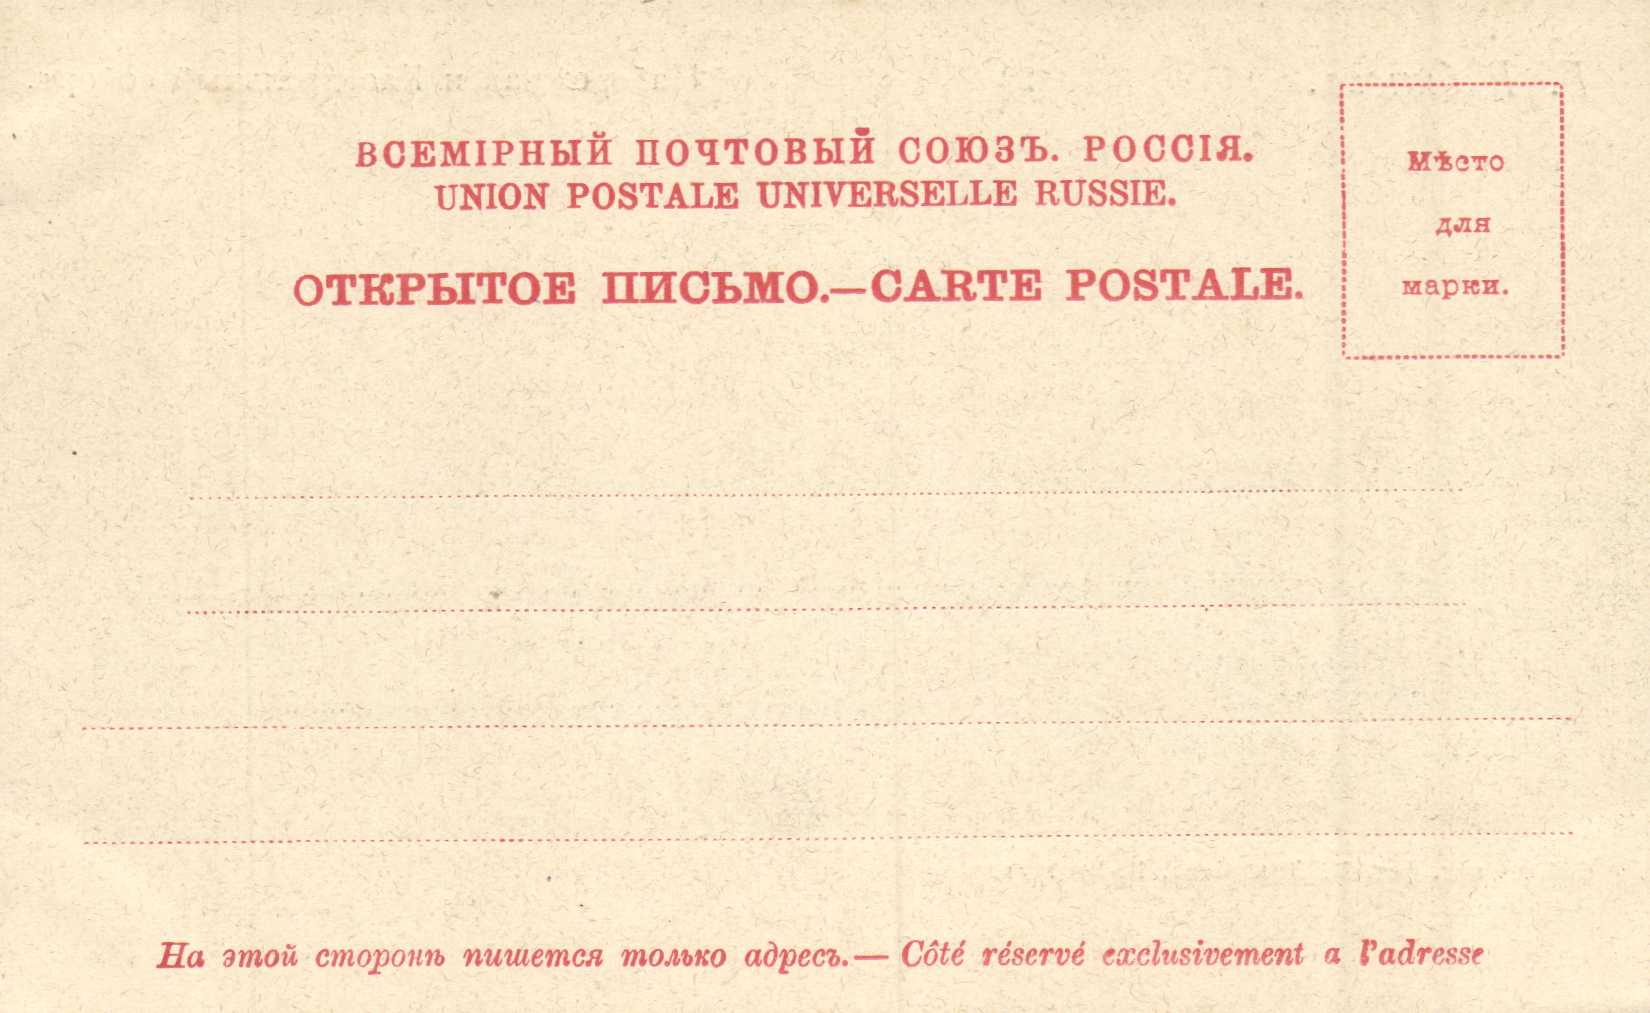 ВСЕМІРНЫЙ ПОЧТОВЫЙ СОЮЗЪ. РОССІЯ.
UNION POSTALE UNIVERSELLE RUSSIE.
ОТКРЫТОЕ ПИСЬМО.—CARTE POSTALE.
Мѣсто
для
марки.
На этой сторонѣ пишется только адресъ.—Côté réservé exclusivement a l'adresse